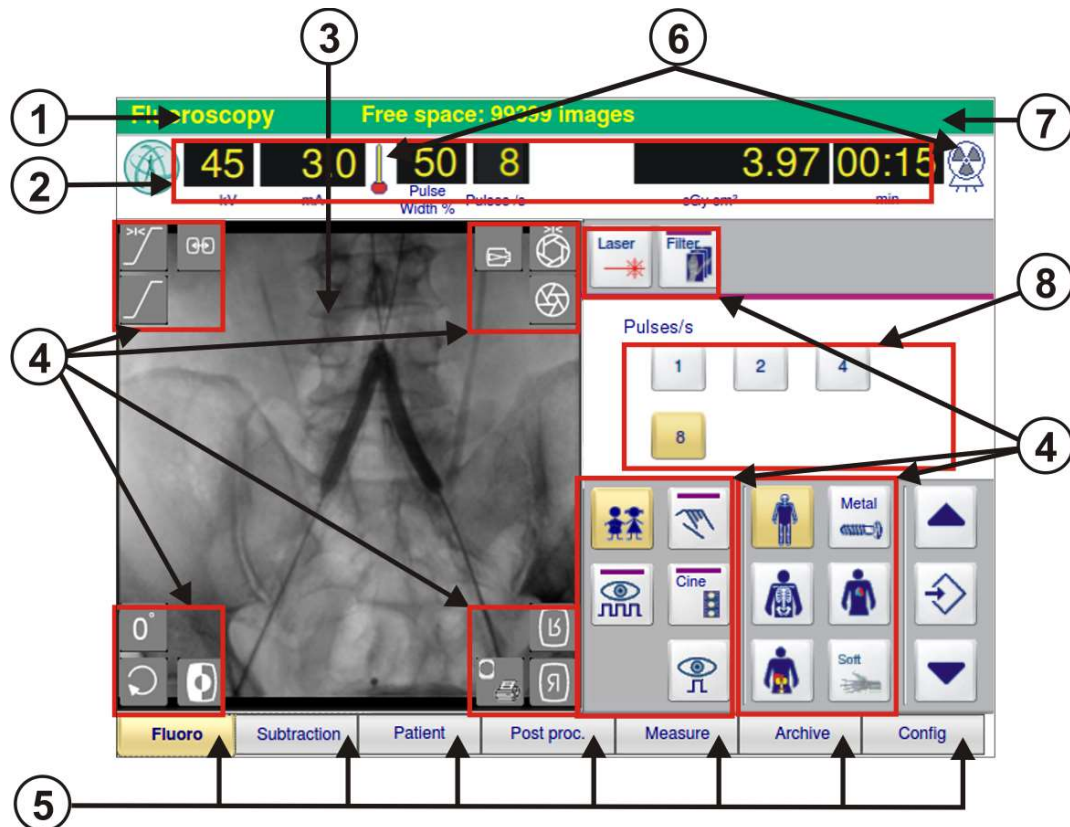 3
6
1
Fluoroscopy Free space: 99899 images
7
2
45 3.0 50 8 3.97 00:15
kV mA Pulse Width % Pulses /s cGy cm² min
Laser
Filter
8
Pulses/s
1 2 4
8
4
4
Metal
Cine
Soft
0°
R
R
Fluoro Subtraction Patient Post proc. Measure Archive Config
5